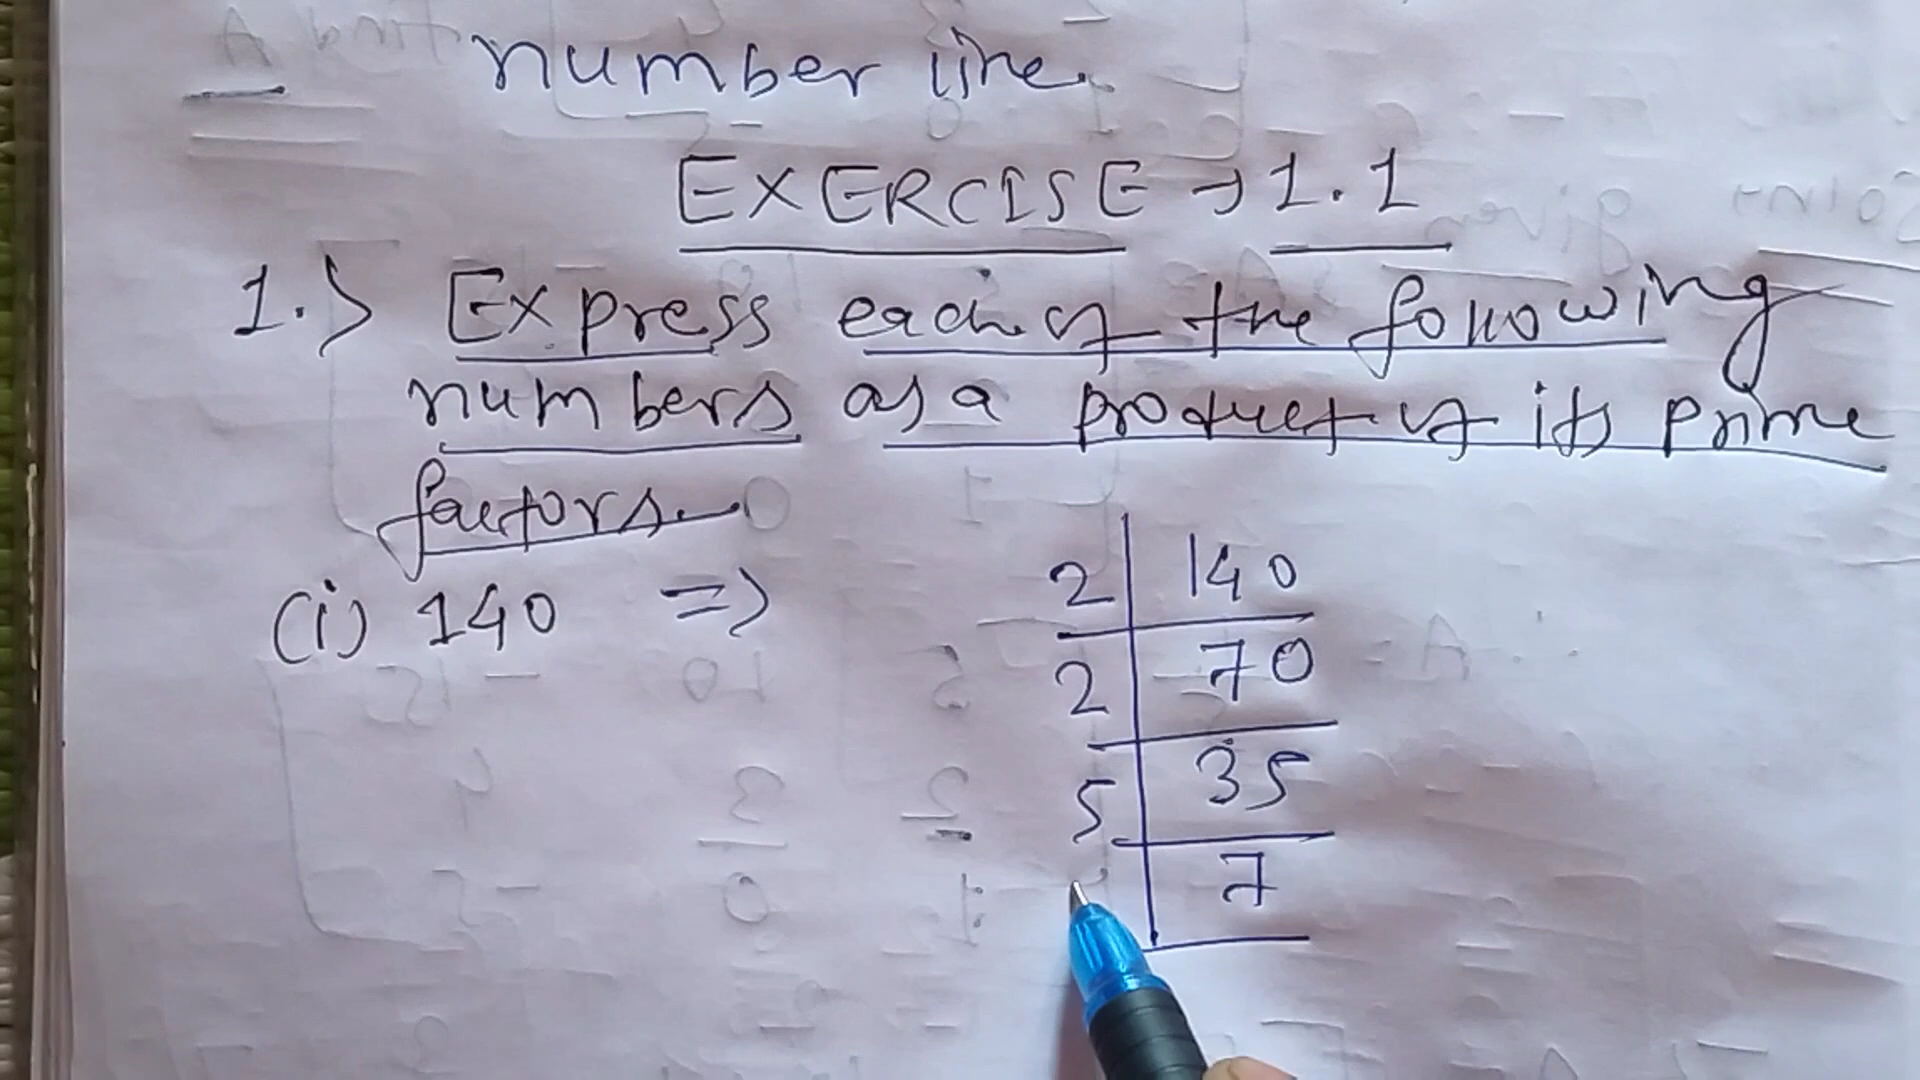 number line.
EXERCISE → 1.1
1.> Express each of the following
numbers as a product of its prime
factors.
(i) 140 =>
2 | 140
2 | 70
5 | 35
7